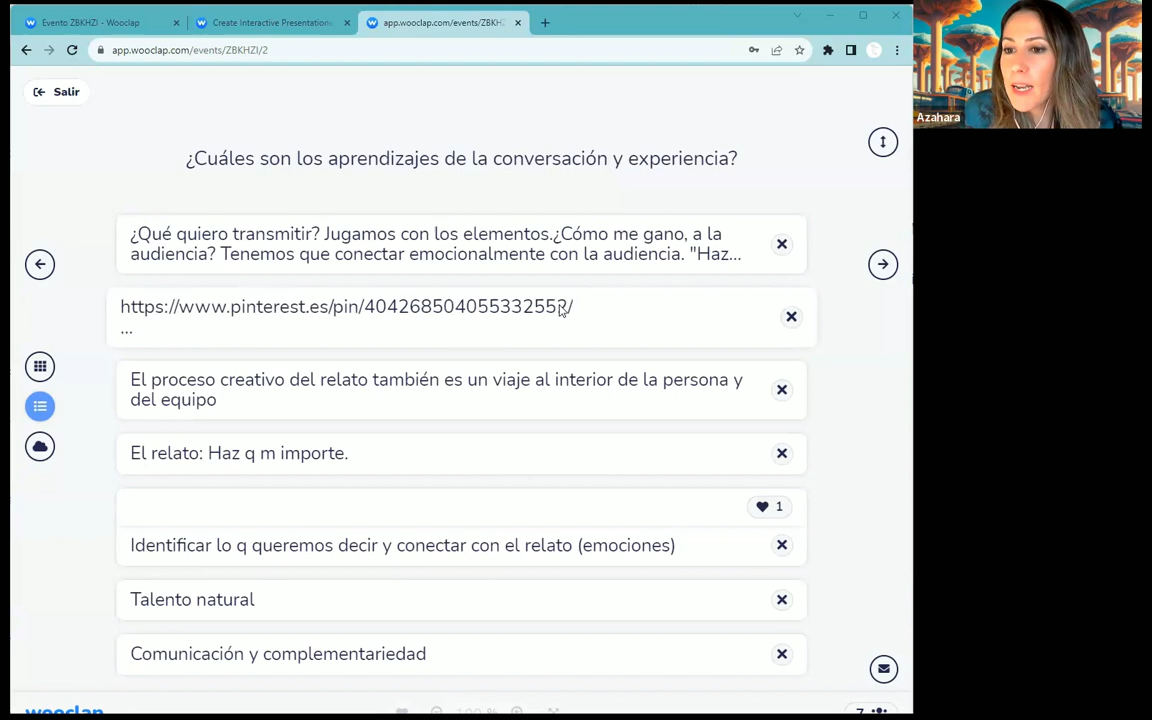 Evento ZBKHZI - Wooclap
Create Interactive Presentation
app.wooclap.com/events/ZBKH
app.wooclap.com/events/ZBKHZI/2
Azahara
Salir
¿Cuáles son los aprendizajes de la conversación y experiencia?
¿Qué quiero transmitir? Jugamos con los elementos.¿Cómo me gano, a la
audiencia? Tenemos que conectar emocionalmente con la audiencia. "Haz...
https://www.pinterest.es/pin/404268504055332552/
...
El proceso creativo del relato también es un viaje al interior de la persona y
del equipo
El relato: Haz q m importe.
1
Identificar lo q queremos decir y conectar con el relato (emociones)
Talento natural
Comunicación y complementariedad
wooclap
100 %
7